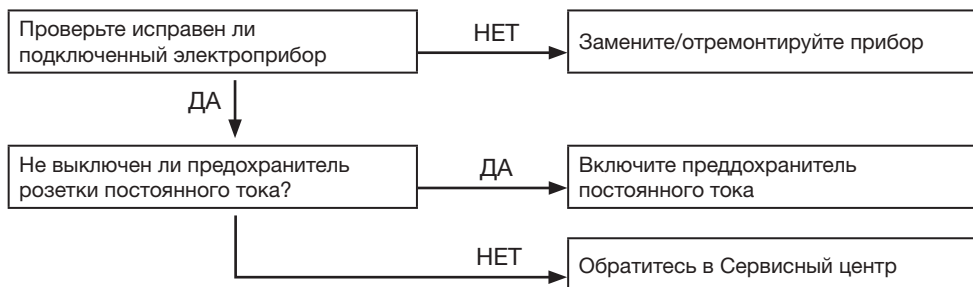 Проверьте исправен ли
подключенный электроприбор
НЕТ
Замените/отремонтируйте прибор
ДА
Не выключен ли предохранитель
розетки постоянного тока?
ДА
Включите преддохранитель
постоянного тока
НЕТ
Обратитесь в Сервисный центр